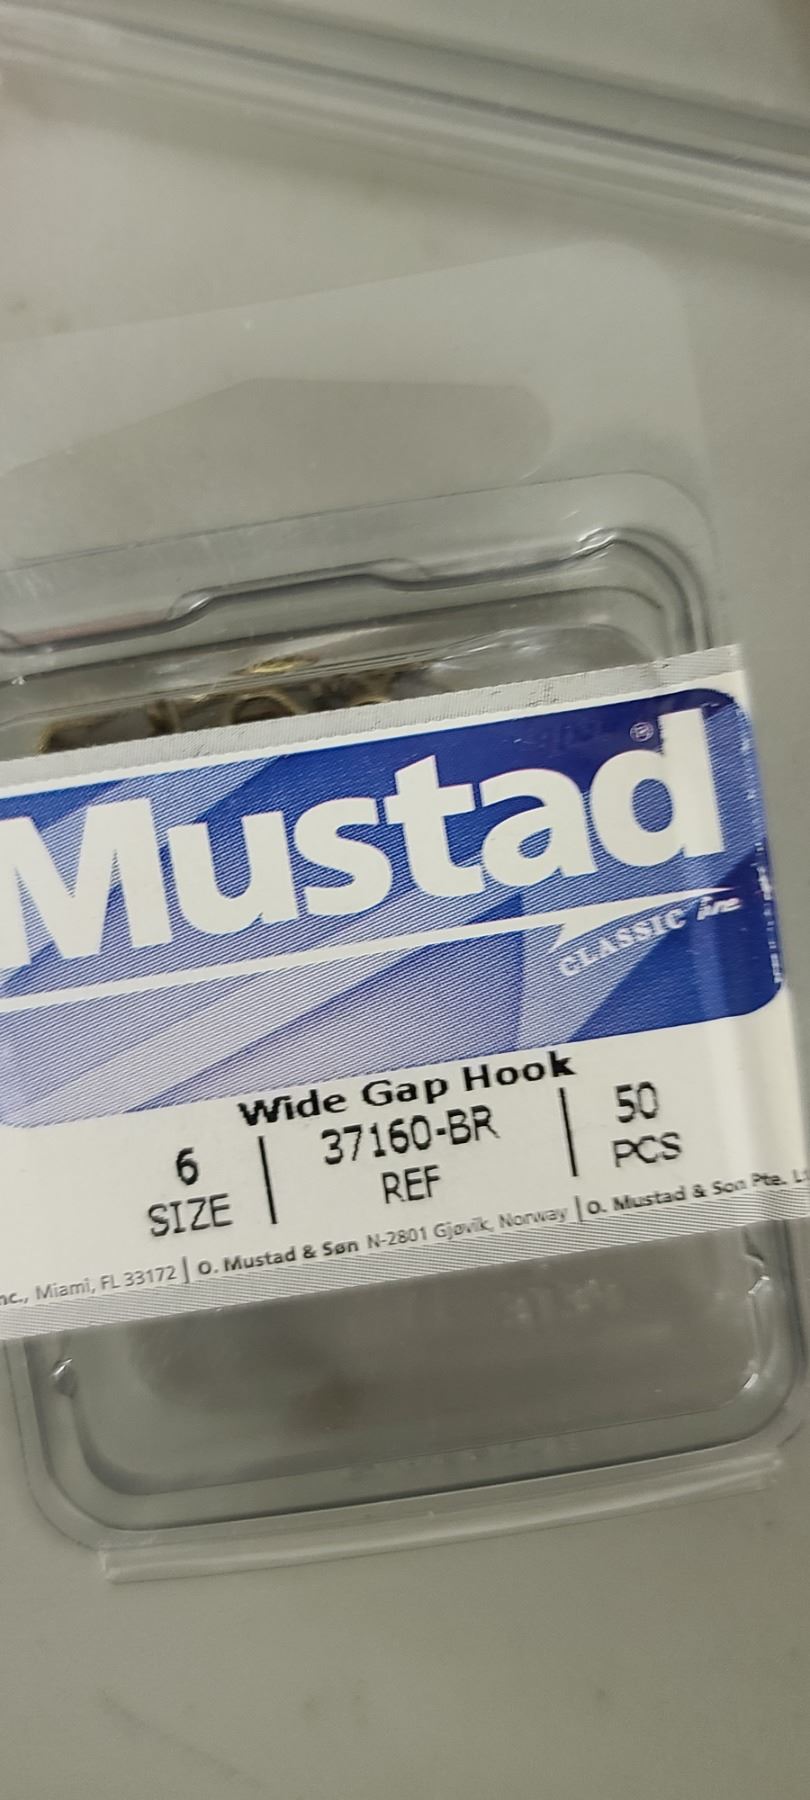 Mustad®
CLASSIC line
Wide Gap Hook
6 | 37160-BR | 50
SIZE REF PCS
nc., Miami, FL 33172 | O. Mustad & Søn N-2801 Gjøvik, Norway | O. Mustad & Son Pte.